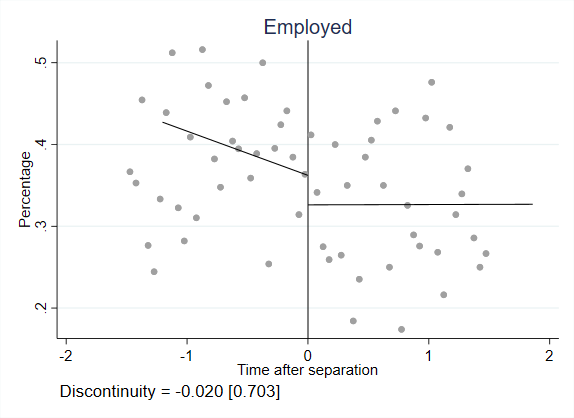 Employed
Percentage
.5
.4
.3
.2
-2 -1 0 1 2
Time after separation
Discontinuity = -0.020 [0.703]